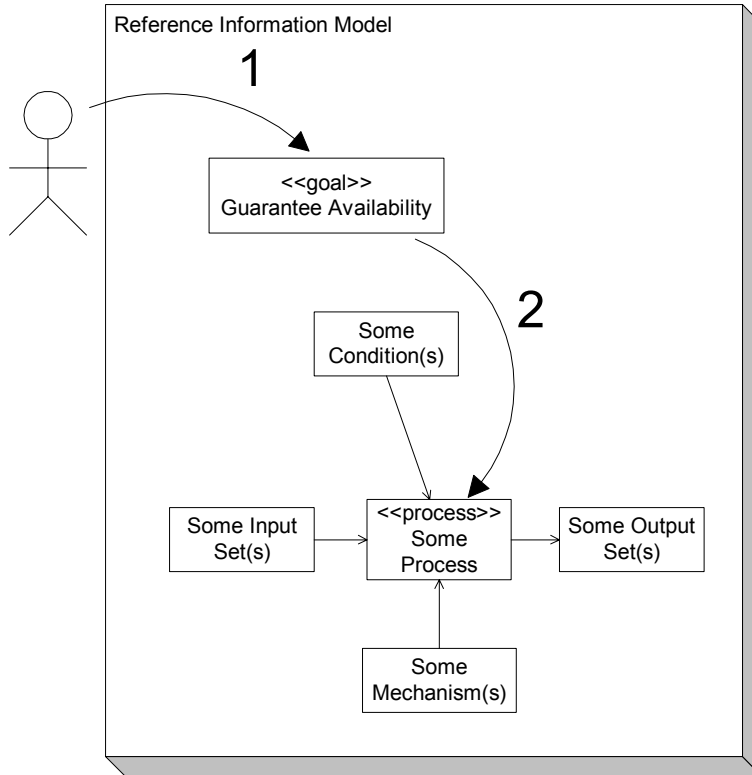 Reference Information Model
1
<<goal>>
Guarantee Availability
2
Some
Condition(s)
<<process>>
Some
Process
Some Input
Set(s)
Some Output
Set(s)
Some
Mechanism(s)